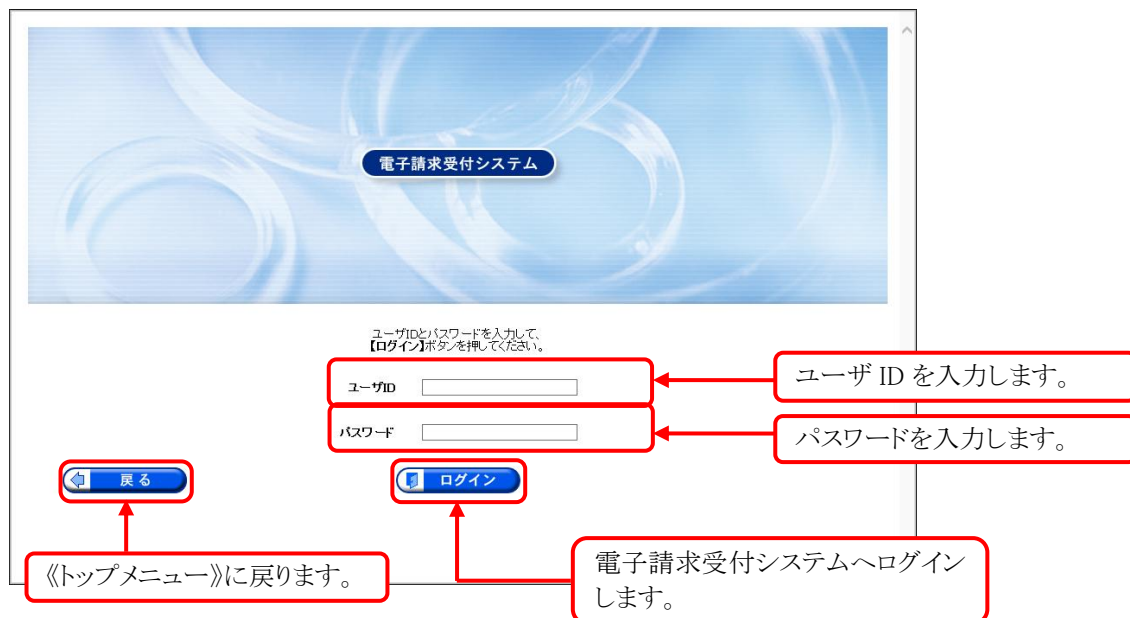 電子請求受付システム
ユーザIDとパスワードを入力して、
【ログイン】ボタンを押してください。
ユーザID
ユーザ ID を入力します。
パスワード
パスワードを入力します。
戻る
ログイン
《トップメニュー》に戻ります。
電子請求受付システムへログイン
します。